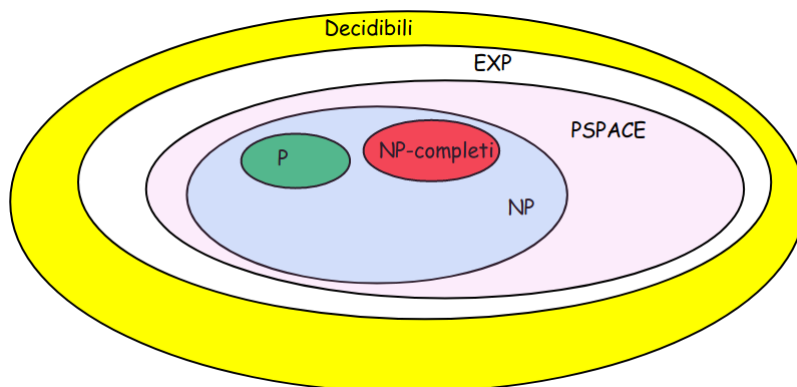 Decidibili
EXP
PSPACE
P
NP-completi
NP